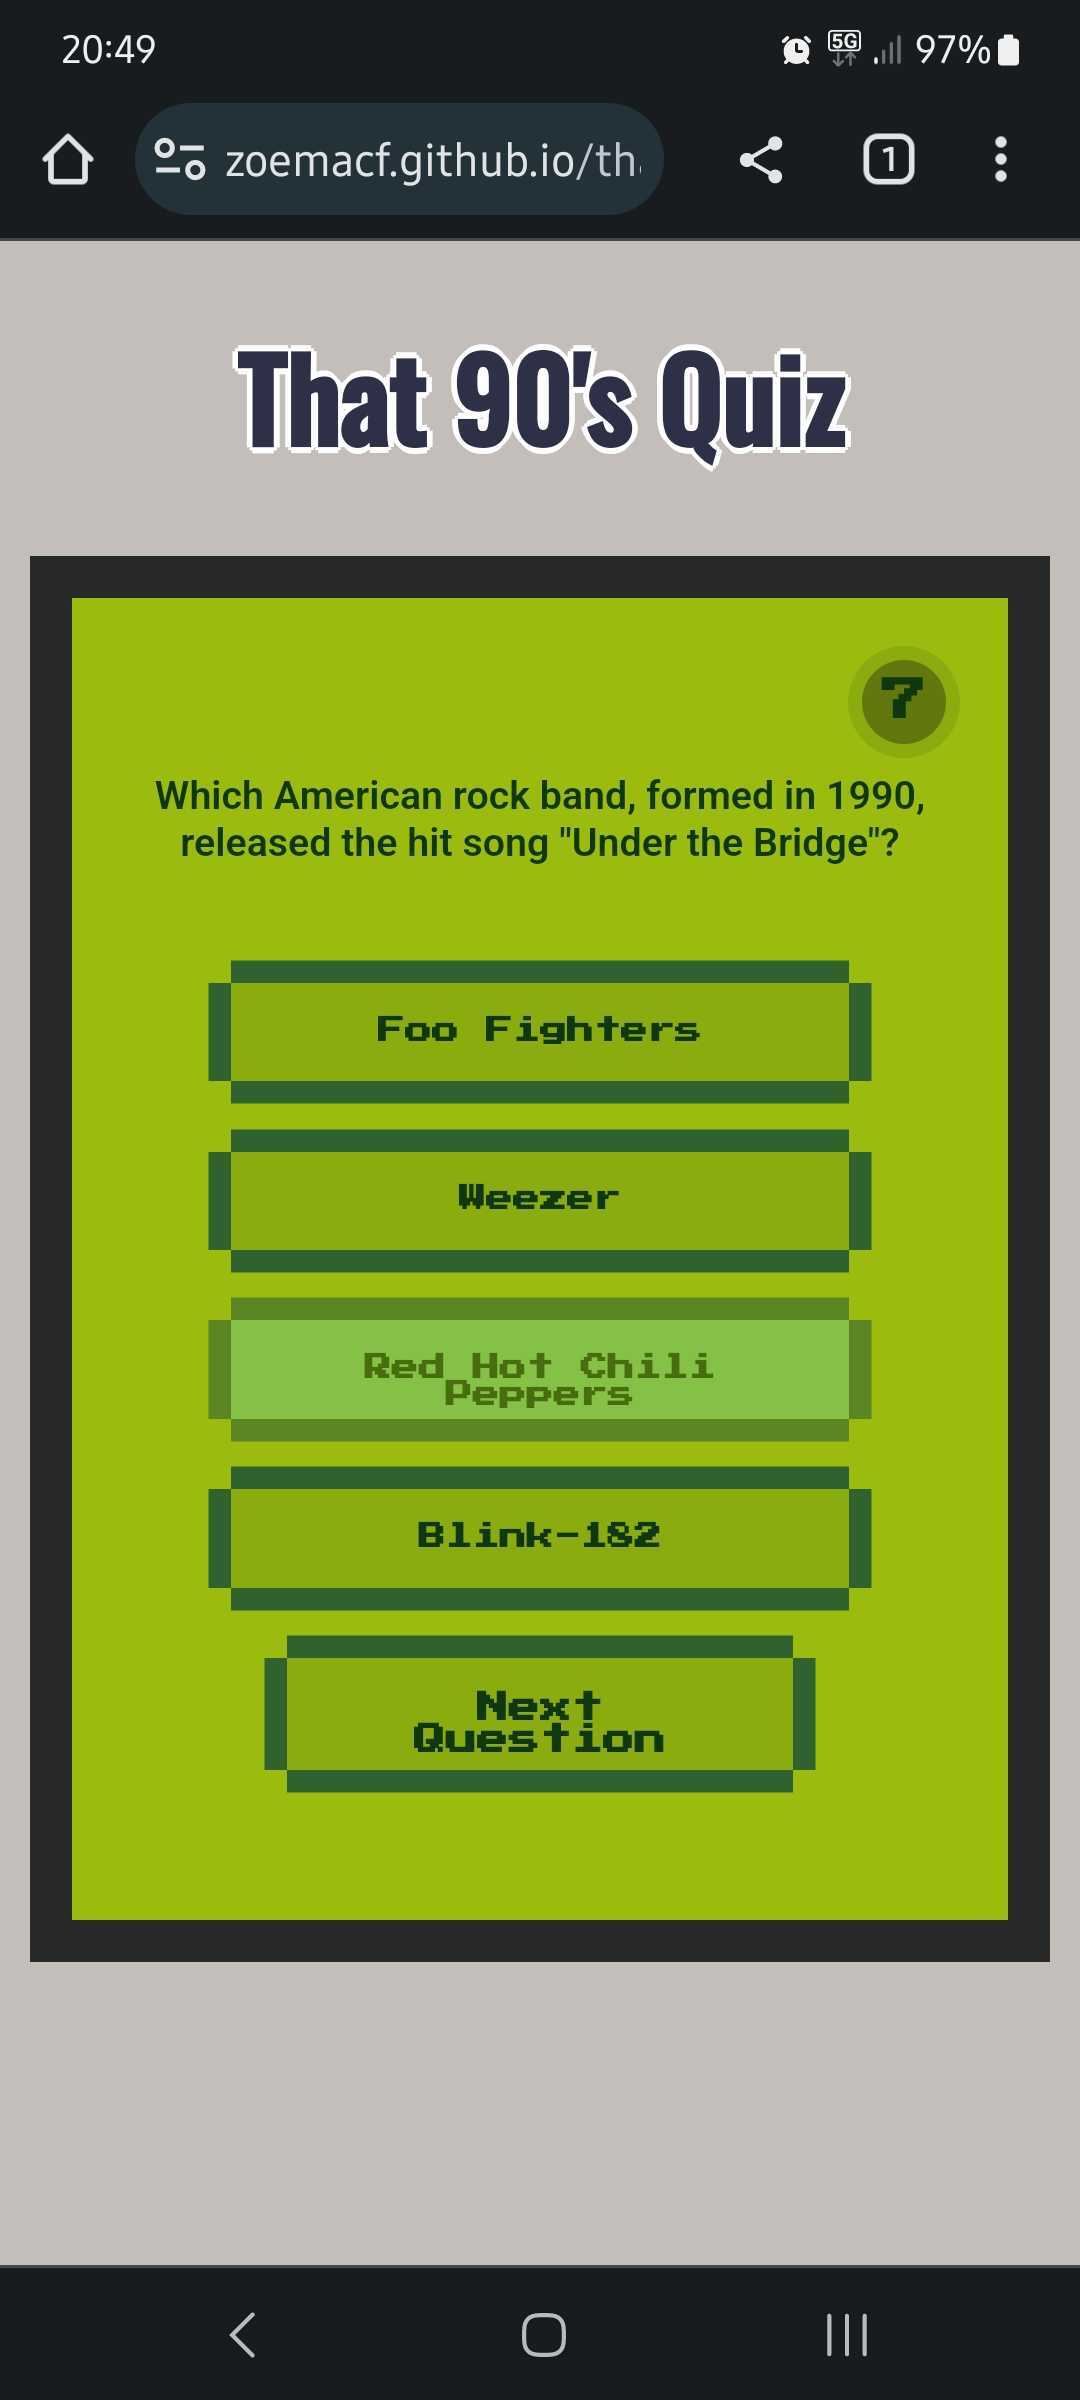 20:49
5G
97%
zoemacf.github.io/th
1
That 90's Quiz
7
Which American rock band, formed in 1990,
released the hit song "Under the Bridge"?
Foo Fighters
Weezer
Red Hot Chili
Peppers
Blink-182
Next
Question